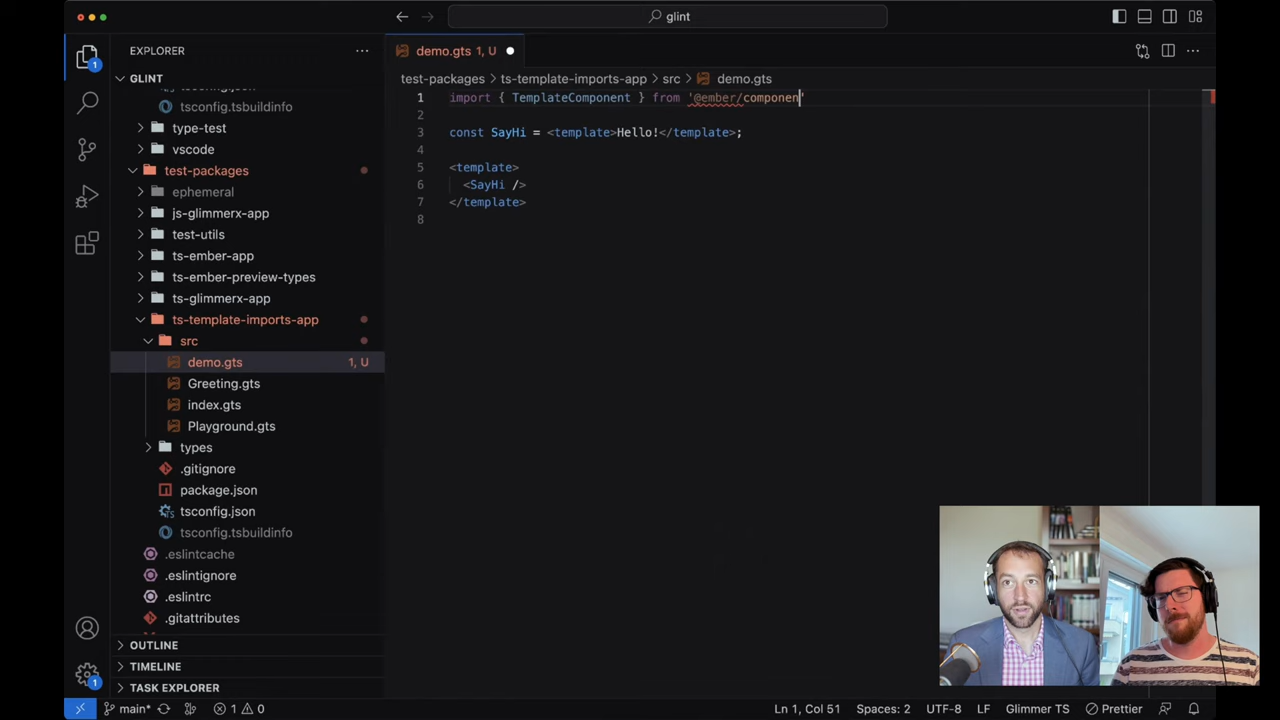 glint
EXPLORER
demo.gts 1, U
GLINT
test-packages > ts-template-imports-app > src > demo.gts
tsconfig.tsbuildinfo
type-test
vscode
test-packages
ephemeral
js-glimmerx-app
test-utils
ts-ember-app
ts-ember-preview-types
ts-glimmerx-app
ts-template-imports-app
src
demo.gts 1, U
Greeting.gts
index.gts
Playground.gts
types
.gitignore
package.json
tsconfig.json
tsconfig.tsbuildinfo
.eslintcache
.eslintignore
.eslintrc
.gitattributes
OUTLINE
TIMELINE
TASK EXPLORER
1 import { TemplateComponent } from '@ember/componen'
2
3 const SayHi = <template>Hello!</template>;
4
5 <template>
6 <SayHi />
7 </template>
8
1
1
main* 1 0
Ln 1, Col 51 Spaces: 2 UTF-8 LF Glimmer TS Prettier